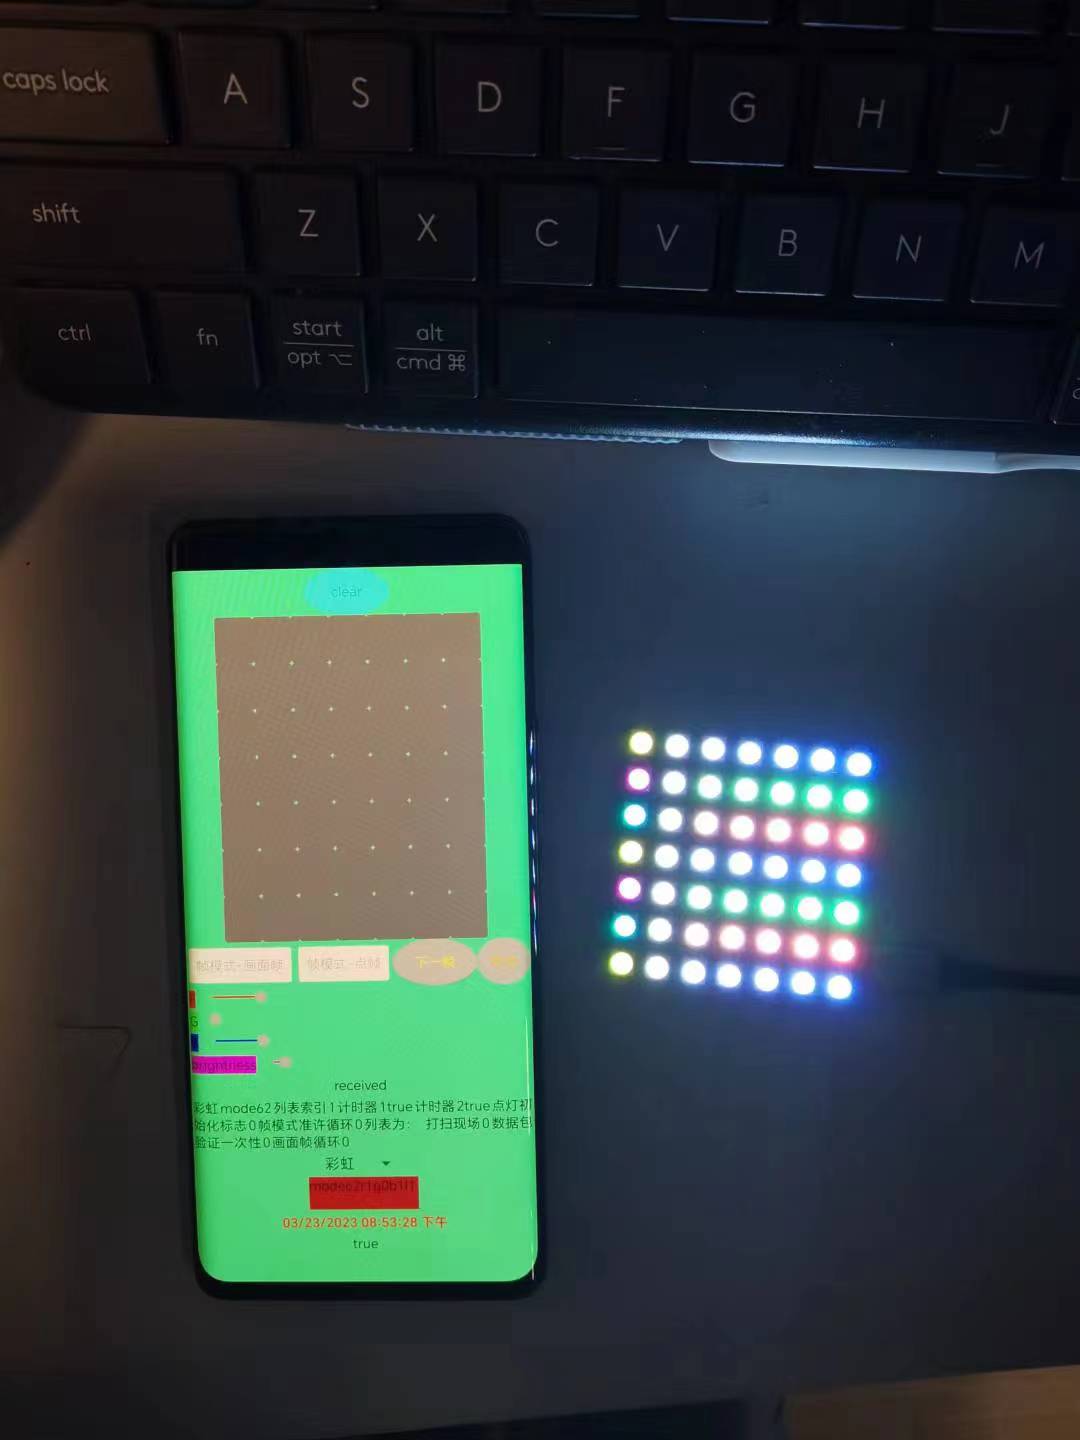 caps lock A S D F G H J
shift Z X C V B N M
ctrl fn start alt
opt ⌥ cmd ⌘
clear
帧模式-画面帧 帧模式-点帧 下一帧
G
brightness
received
彩虹mode62列表索引1计时器1true计时器2true点灯初
始化标志0帧模式准许循环0列表为: 打扫现场0数据包
验证一次性0画面帧循环0
彩虹
mode62r1g0b1l1
03/23/2023 08:53:28 下午
true